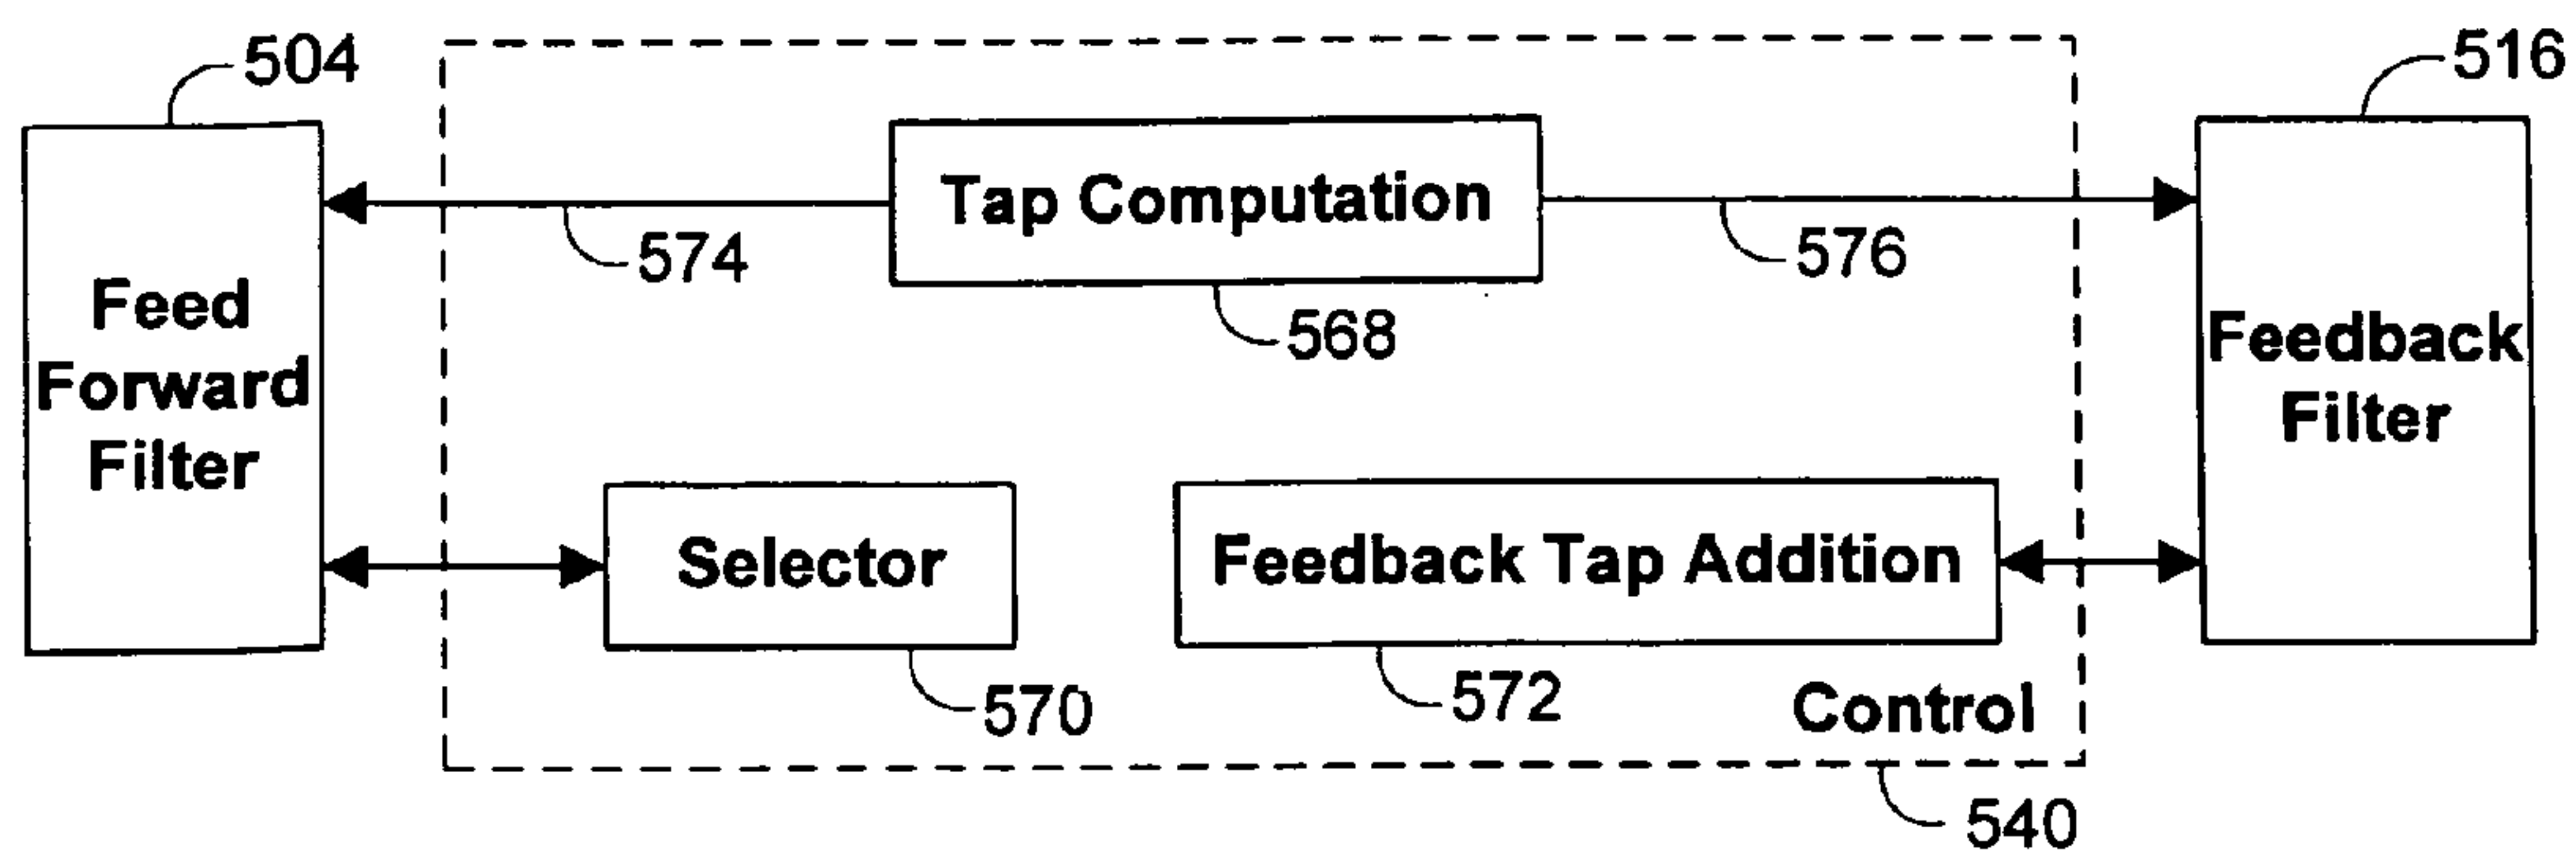 504
516
Tap Computation
574
576
568
Feed
Forward
Filter
Feedback
Filter
Selector
Feedback Tap Addition
570
572
Control
540